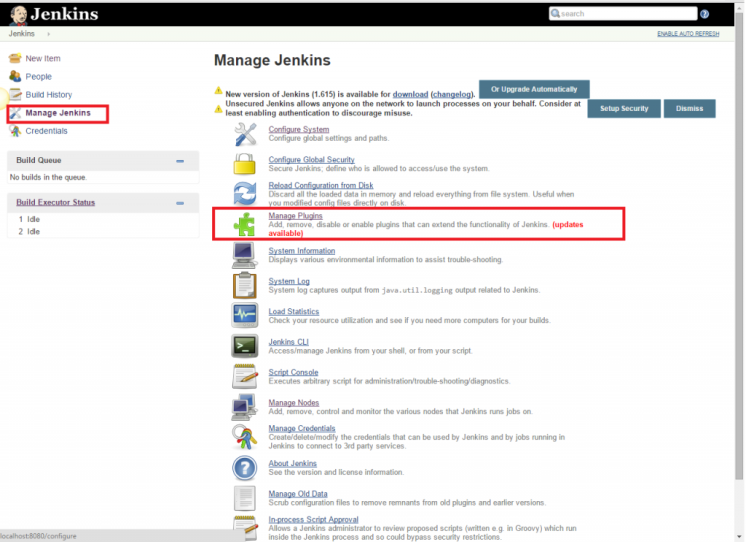 Jenkins
search
Jenkins
ENABLE AUTO REFRESH
New Item
People
Build History
Manage Jenkins
Credentials
Build Queue
No builds in the queue.
Build Executor Status
1 Idle
2 Idle
Manage Jenkins
New version of Jenkins (1.615) is available for download (changelog).
Or Upgrade Automatically
Unsecured Jenkins allows anyone on the network to launch processes on your behalf. Consider at
least enabling authentication to discourage misuse.
Setup Security
Dismiss
Configure System
Configure global settings and paths.
Configure Global Security
Secure Jenkins; define who is allowed to access/use the system.
Reload Configuration from Disk
Discard all the loaded data in memory and reload everything from file system. Useful when
you modified config files directly on disk.
Manage Plugins
Add, remove, disable or enable plugins that can extend the functionality of Jenkins. (updates
available)
System Information
Displays various environmental information to assist trouble-shooting.
System Log
System log captures output from java.util.logging output related to Jenkins.
Load Statistics
Check your resource utilization and see if you need more computers for your builds.
Jenkins CLI
Access/manage Jenkins from your shell, or from your script.
Script Console
Executes arbitrary script for administration/trouble-shooting/diagnostics.
Manage Nodes
Add, remove, control and monitor the various nodes that Jenkins runs jobs on.
Manage Credentials
Create/delete/modify the credentials that can be used by Jenkins and by jobs running in
Jenkins to connect to 3rd party services.
About Jenkins
See the version and license information.
Manage Old Data
Scrub configuration files to remove remnants from old plugins and earlier versions.
In-process Script Approval
Allows a Jenkins administrator to review proposed scripts (written e.g. in Groovy) which run
inside the Jenkins process and so could bypass security restrictions.
localhost:8080/configure